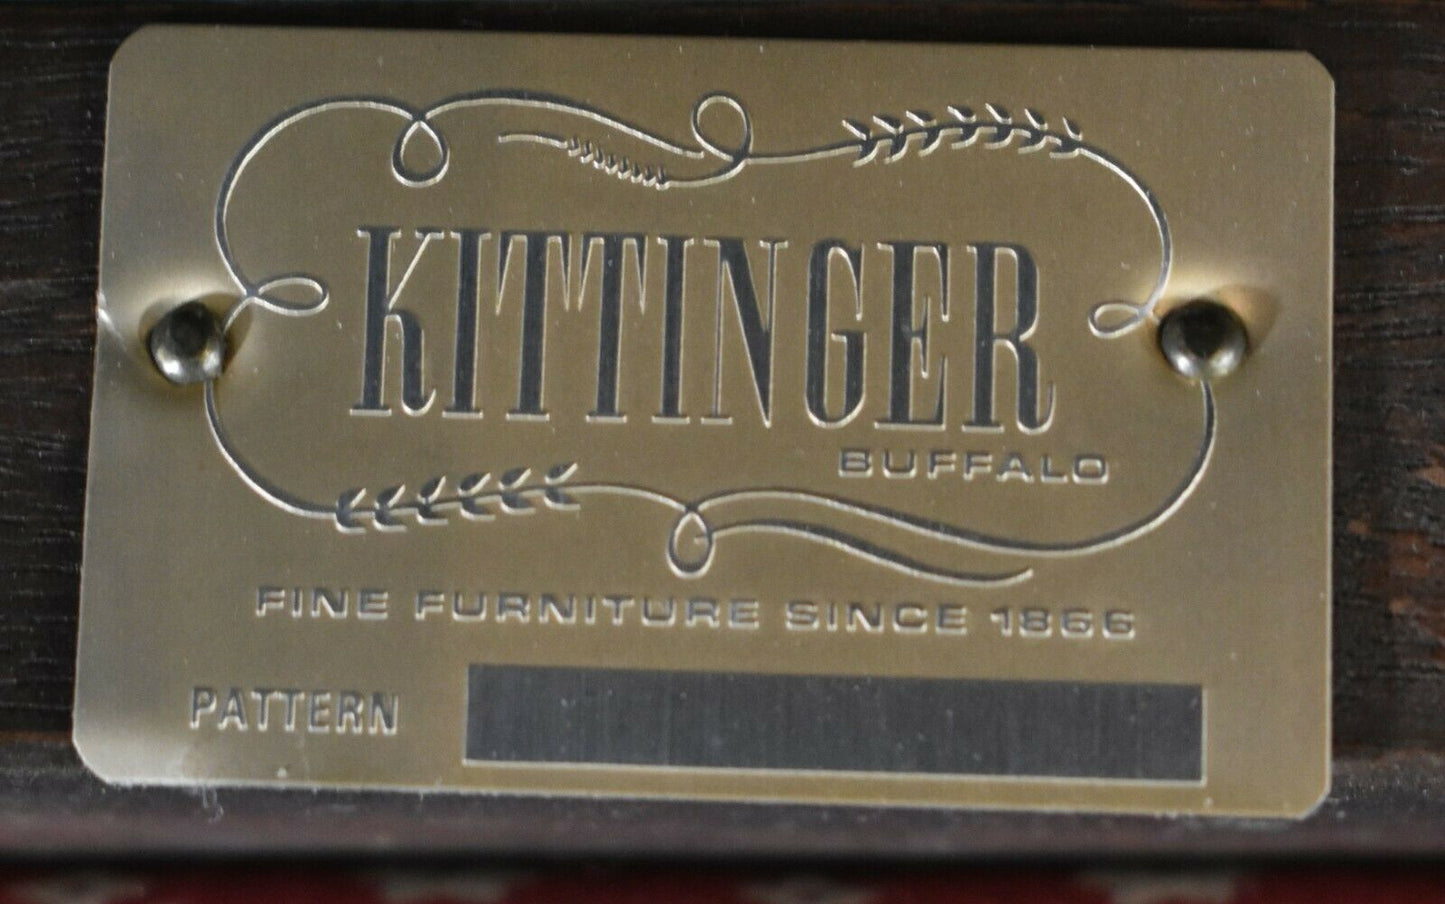 KITTINGER
BUFFALO
FINE FURNITURE SINCE 1866
PATTERN